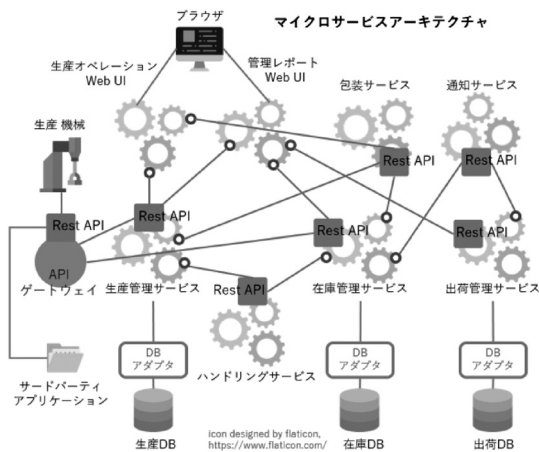 ブラウザ
マイクロサービスアーキテクチャ
生産オペレーション
Web UI
管理レポート
Web UI
包装サービス
通知サービス
生産 機械
Rest API
Rest API
Rest API
Rest API
Rest API
Rest API
API
ゲートウェイ
生産管理サービス
Rest API
在庫管理サービス
出荷管理サービス
DB
アダプタ
DB
アダプタ
DB
アダプタ
サードパーティ
アプリケーション
ハンドリングサービス
生産DB
icon designed by flaticon,
https://www.flaticon.com/
在庫DB
出荷DB